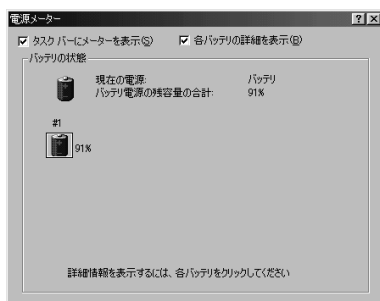 電源メーター
タスク バーにメーターを表示(S)
各バッテリの詳細を表示(B)
バッテリの状態
現在の電源: バッテリ
バッテリ電源の残容量の合計: 91%
#1
91%
詳細情報を表示するには、各バッテリをクリックしてください